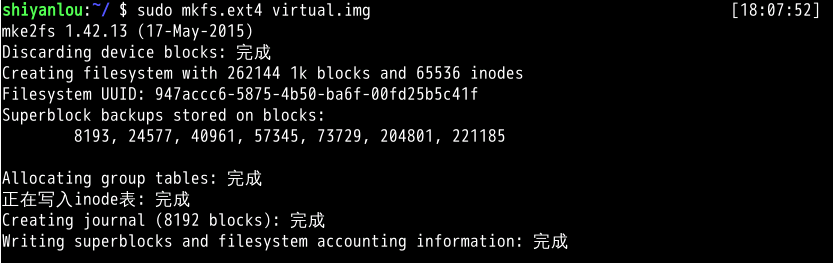 shiyanlou:~/ $ sudo mkfs.ext4 virtual.img [18:07:52]
mke2fs 1.42.13 (17-May-2015)
Discarding device blocks: 完成
Creating filesystem with 262144 1k blocks and 65536 inodes
Filesystem UUID: 947accc6-5875-4b50-ba6f-00fd25b5c41f
Superblock backups stored on blocks:
8193, 24577, 40961, 57345, 73729, 204801, 221185
Allocating group tables: 完成
正在写入inode表: 完成
Creating journal (8192 blocks): 完成
Writing superblocks and filesystem accounting information: 完成